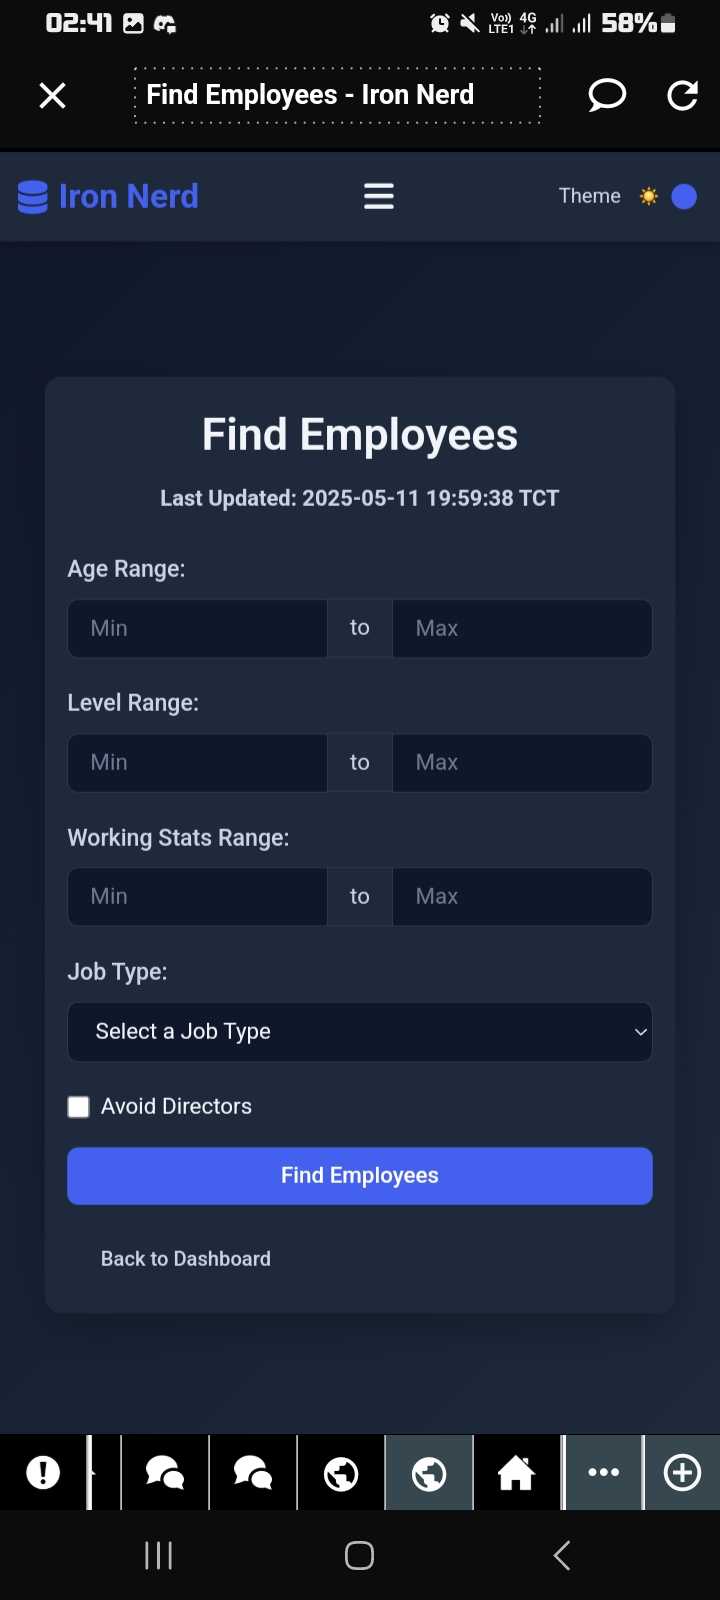 02:41
Vo)) LTE1 4G 58%
Find Employees - Iron Nerd
Iron Nerd
Theme
Find Employees
Last Updated: 2025-05-11 19:59:38 TCT
Age Range:
Min to Max
Level Range:
Min to Max
Working Stats Range:
Min to Max
Job Type:
Select a Job Type
Avoid Directors
Find Employees
Back to Dashboard